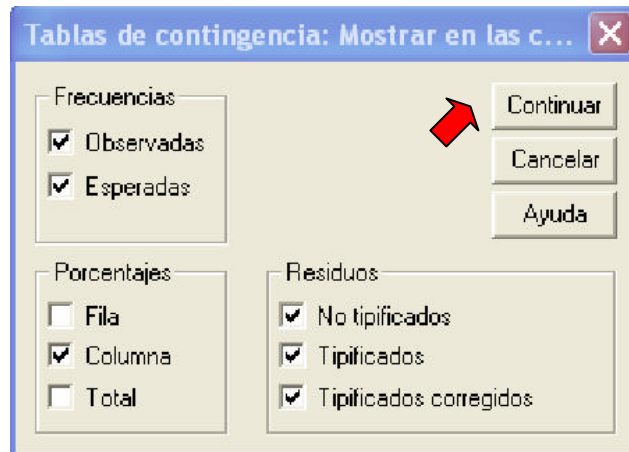 Tablas de contingencia: Mostrar en las c...
Frecuencias
Observadas
Esperadas
Continuar
Cancelar
Ayuda
Porcentajes
Fila
Columna
Total
Residuos
No tipificados
Tipificados
Tipificados corregidos